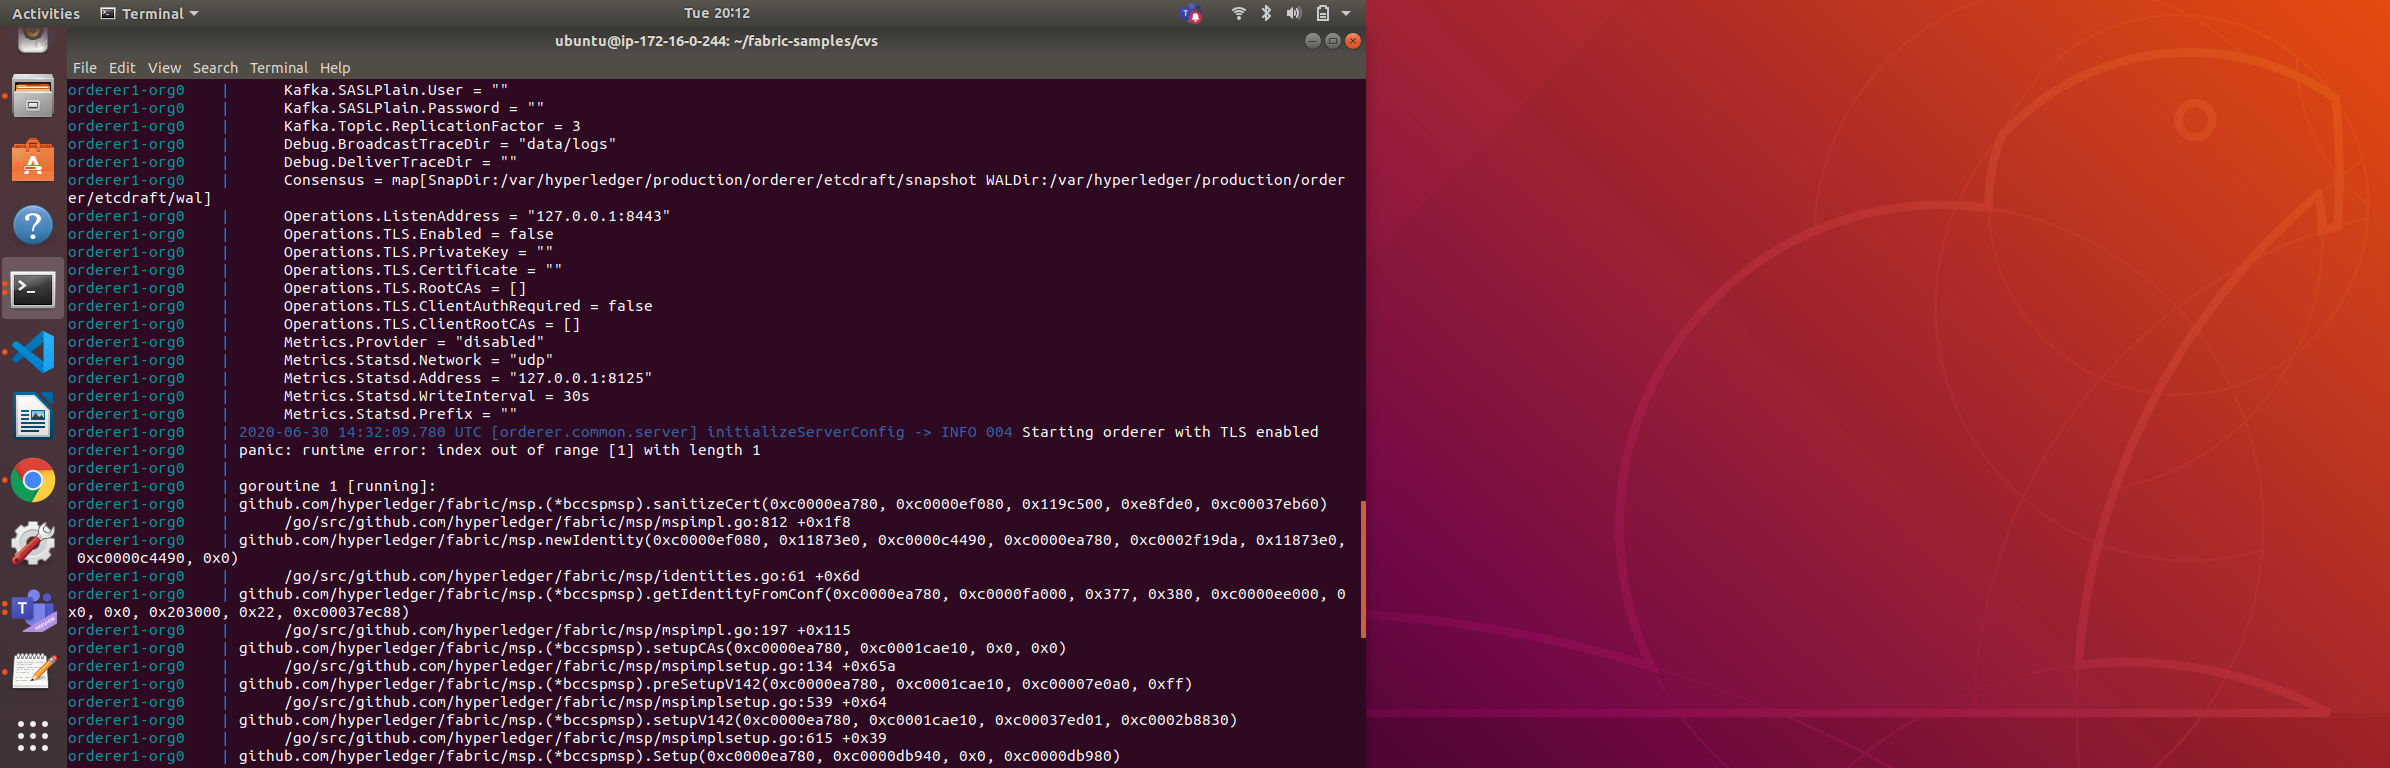 Activities Terminal Tue 20:12
ubuntu@ip-172-16-0-244: ~/fabric-samples/cvs
File Edit View Search Terminal Help
orderer1-org0 | Kafka.SASLPlain.User = ""
orderer1-org0 | Kafka.SASLPlain.Password = ""
orderer1-org0 | Kafka.Topic.ReplicationFactor = 3
orderer1-org0 | Debug.BroadcastTraceDir = "data/logs"
orderer1-org0 | Debug.DeliverTraceDir = ""
orderer1-org0 | Consensus = map[SnapDir:/var/hyperledger/production/orderer/etcdraft/snapshot WALDir:/var/hyperledger/production/order
er/etcdraft/wal]
orderer1-org0 | Operations.ListenAddress = "127.0.0.1:8443"
orderer1-org0 | Operations.TLS.Enabled = false
orderer1-org0 | Operations.TLS.PrivateKey = ""
orderer1-org0 | Operations.TLS.Certificate = ""
orderer1-org0 | Operations.TLS.RootCAs = []
orderer1-org0 | Operations.TLS.ClientAuthRequired = false
orderer1-org0 | Operations.TLS.ClientRootCAs = []
orderer1-org0 | Metrics.Provider = "disabled"
orderer1-org0 | Metrics.Statsd.Network = "udp"
orderer1-org0 | Metrics.Statsd.Address = "127.0.0.1:8125"
orderer1-org0 | Metrics.Statsd.WriteInterval = 30s
orderer1-org0 | Metrics.Statsd.Prefix = ""
orderer1-org0 | 2020-06-30 14:32:09.780 UTC [orderer.common.server] initializeServerConfig -> INFO 004 Starting orderer with TLS enabled
orderer1-org0 | panic: runtime error: index out of range [1] with length 1
orderer1-org0 |
orderer1-org0 | goroutine 1 [running]:
orderer1-org0 | github.com/hyperledger/fabric/msp.(*bccspmsp).sanitizeCert(0xc0000ea780, 0xc0000ef080, 0x119c500, 0xe8fde0, 0xc00037eb60)
orderer1-org0 | /go/src/github.com/hyperledger/fabric/msp/mspimpl.go:812 +0x1f8
orderer1-org0 | github.com/hyperledger/fabric/msp.newIdentity(0xc0000ef080, 0x11873e0, 0xc0000c4490, 0xc0000ea780, 0xc0002f19da, 0x11873e0,
0xc0000c4490, 0x0)
orderer1-org0 | /go/src/github.com/hyperledger/fabric/msp/identities.go:61 +0x6d
orderer1-org0 | github.com/hyperledger/fabric/msp.(*bccspmsp).getIdentityFromConf(0xc0000ea780, 0xc0000fa000, 0x377, 0x380, 0xc0000ee000, 0
x0, 0x0, 0x203000, 0x22, 0xc00037ec88)
orderer1-org0 | /go/src/github.com/hyperledger/fabric/msp/mspimpl.go:197 +0x115
orderer1-org0 | github.com/hyperledger/fabric/msp.(*bccspmsp).setupCAs(0xc0000ea780, 0xc0001cae10, 0x0, 0x0)
orderer1-org0 | /go/src/github.com/hyperledger/fabric/msp/mspimplsetup.go:134 +0x65a
orderer1-org0 | github.com/hyperledger/fabric/msp.(*bccspmsp).preSetupV142(0xc0000ea780, 0xc0001cae10, 0xc00007e0a0, 0xff)
orderer1-org0 | /go/src/github.com/hyperledger/fabric/msp/mspimplsetup.go:539 +0x64
orderer1-org0 | github.com/hyperledger/fabric/msp.(*bccspmsp).setupV142(0xc0000ea780, 0xc0001cae10, 0xc00037ed01, 0xc0002b8830)
orderer1-org0 | /go/src/github.com/hyperledger/fabric/msp/mspimplsetup.go:615 +0x39
orderer1-org0 | github.com/hyperledger/fabric/msp.(*bccspmsp).Setup(0xc0000ea780, 0xc0000db940, 0x0, 0xc0000db980)